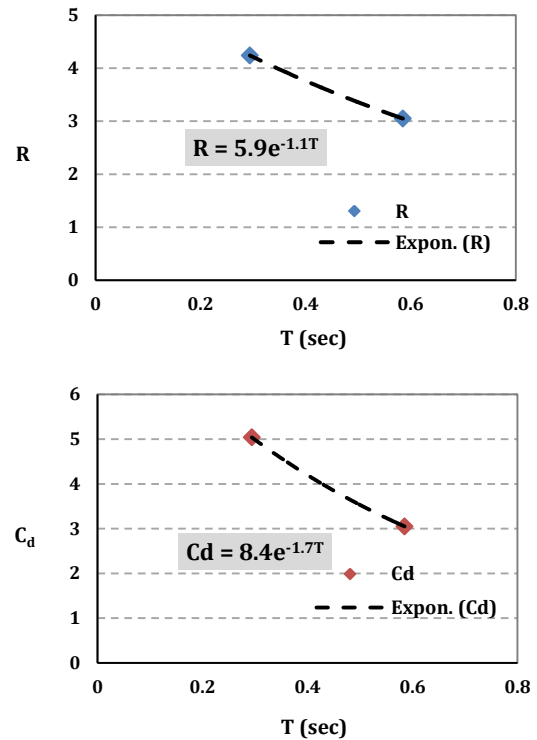 5
4
3
2
1
0
R
R = 5.9e^-1.1T
R
Expon. (R)
0 0.2 0.4 0.6 0.8
T (sec)
6
5
4
3
2
1
0
C_d
Cd = 8.4e^-1.7T
Cd
Expon. (Cd)
0 0.2 0.4 0.6 0.8
T (sec)